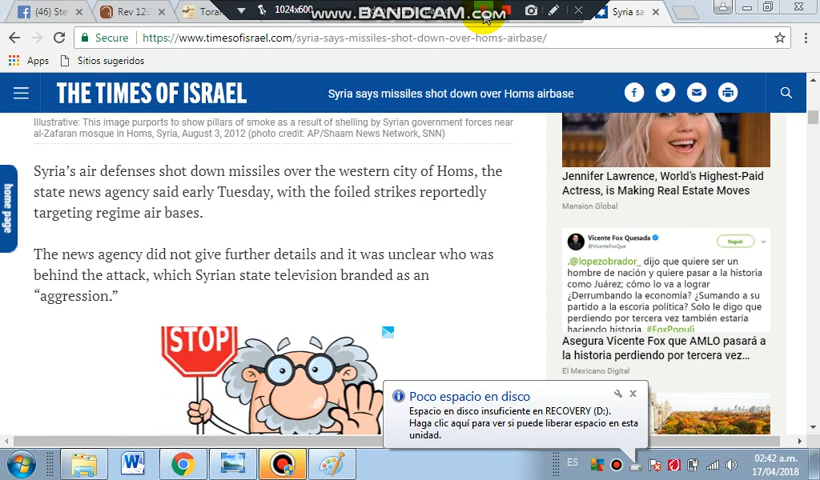 (46) Ste
Rev 12:
Toran
1024x600
www.BANDICAM.com
Syria sa
Secure
https://www.timesofisrael.com/syria-says-missiles-shot-down-over-homs-airbase/
Apps
Sitios sugeridos
THE TIMES OF ISRAEL
Syria says missiles shot down over Homs airbase
home page
Illustrative: This image purports to show pillars of smoke as a result of shelling by Syrian government forces near
al-Zafaran mosque in Homs, Syria, August 3, 2012 (photo credit: AP/Shaam News Network, SNN)
Syria's air defenses shot down missiles over the western city of Homs, the
state news agency said early Tuesday, with the foiled strikes reportedly
targeting regime air bases.
The news agency did not give further details and it was unclear who was
behind the attack, which Syrian state television branded as an
“aggression.”
STOP
Jennifer Lawrence, World's Highest-Paid
Actress, is Making Real Estate Moves
Mansion Global
Vicente Fox Quesada
@VicenteFoxQue
Seguir
.@lopezobrador_ dijo que quiere ser un
hombre de nación y quiere pasar a la historia
como Juárez; cómo lo va a lograr
¿Derrumbando la economía? ¿Sumando a su
partido a la escoria política? Solo le digo que
perdiendo por tercera vez también estaría
haciendo historia. #FoxPopuli
Asegura Vicente Fox que AMLO pasará a
la historia perdiendo por tercera vez...
El Mexicano Digital
Poco espacio en disco
Espacio en disco insuficiente en RECOVERY (D:).
Haga clic aquí para ver si puede liberar espacio en esta
unidad.
ES
02:42 a.m.
17/04/2018